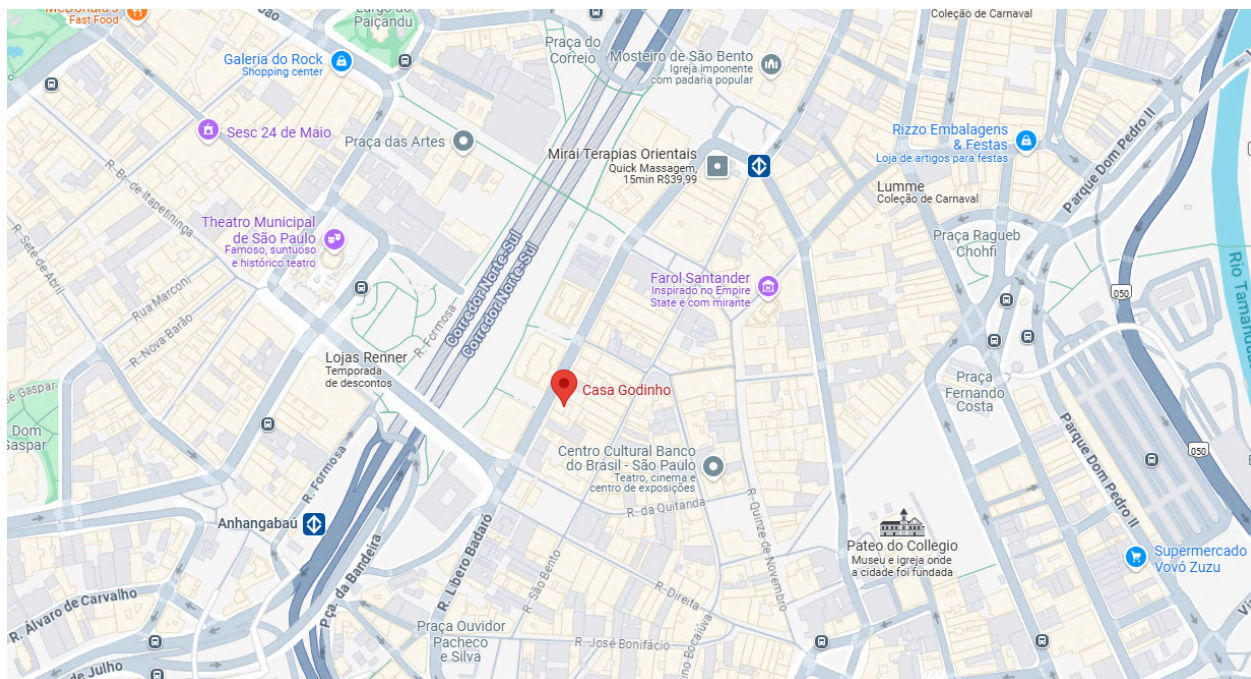 McDonald's
Fast Food
Largo do
Paiçandu
Praça do
Correio
Mosteiro de São Bento
Igreja imponente
com padaria popular
Coleção de Carnaval
Galeria do Rock
Shopping center
Sesc 24 de Maio
Praça das Artes
Mirai Terapias Orientais
Quick Massagem,
15min R$39,99
Rizzo Embalagens
& Festas
Loja de artigos para festas
Lumme
Coleção de Carnaval
Parque Dom Pedro II
R. Br. de Itapetininga
Theatro Municipal
de São Paulo
Famoso, suntuoso
e histórico teatro
Praça Ragueb
Chohfi
R. Sete de Abril
Rua Marconi
R. Nova Barão
R. Formosa
Corredor Norte-Sul
Corredor Norte-Sul
Farol Santander
Inspirado no Empire
State e com mirante
050
Rio Tamandu
Lojas Renner
Temporada
de descontos
Casa Godinho
Praça
Fernando
Costa
Gaspar
Dom
Gaspar
R. Formosa
Centro Cultural Banco
do Brasil - São Paulo
Teatro, cinema e
centro de exposições
050
Parque Dom Pedro II
Anhangabaú
R. Líbero Badaró
R. da Quitanda
R. Quinze de Novembro
Pateo do Collegio
Museu e igreja onde
a cidade foi fundada
Supermercado
Vovó Zuzu
R. Álvaro de Carvalho
Pça. da Bandeira
R. São Bento
R. Direita
Praça Ouvidor
Pacheco
e Silva
R. José Bonifácio
no Bocaiúva
de Julho